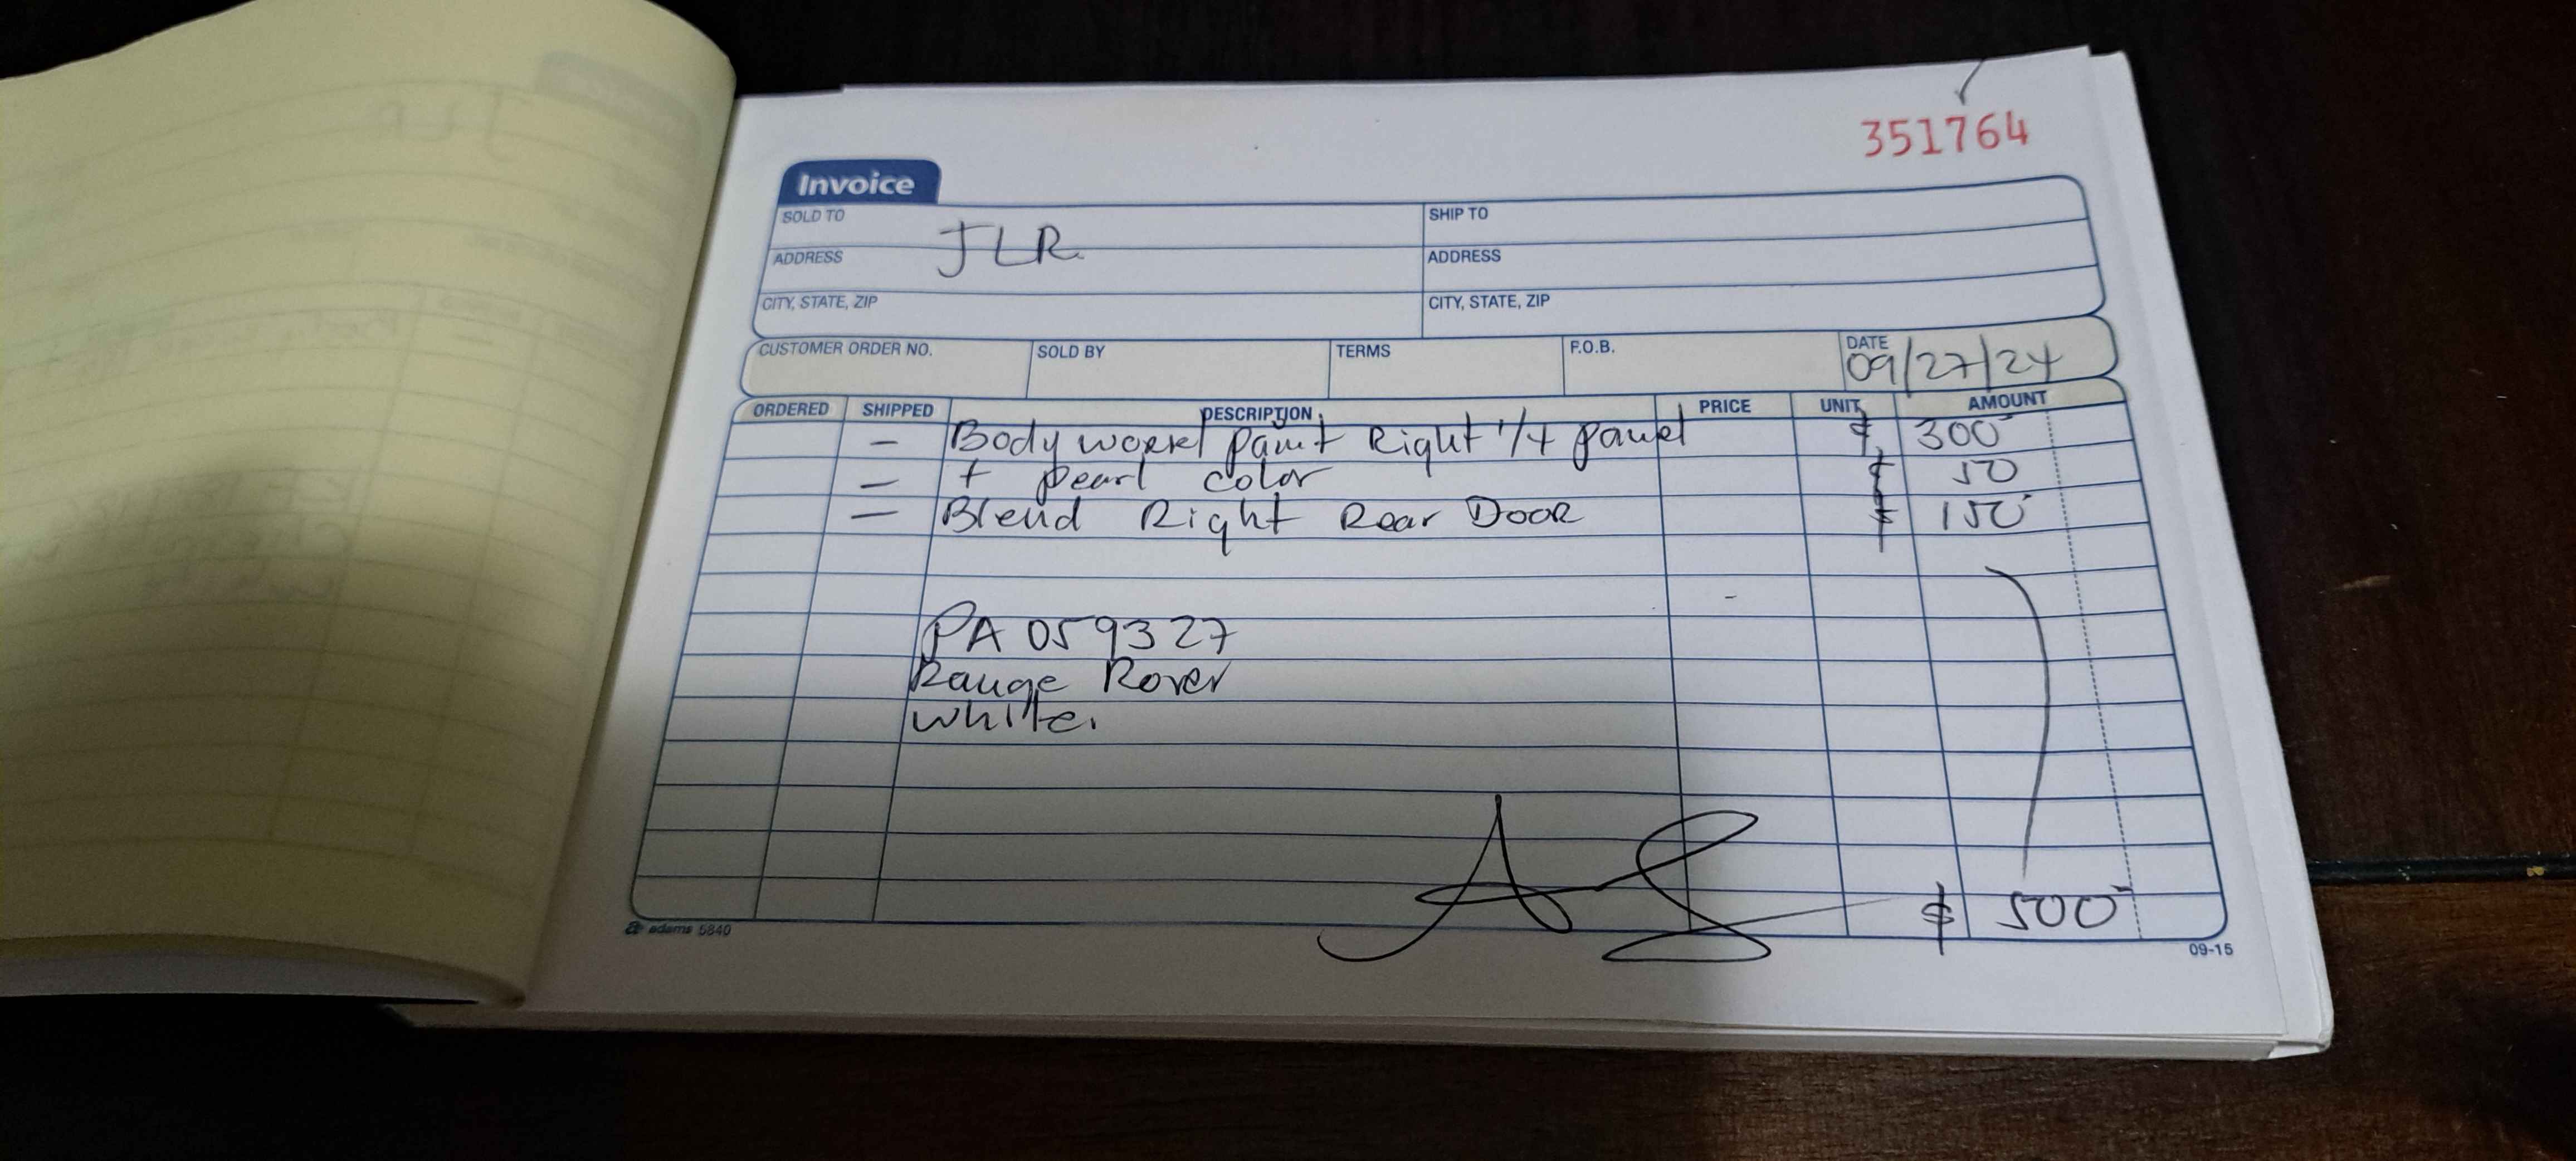 351764
Invoice
SOLD TO JLR SHIP TO
ADDRESS ADDRESS
CITY, STATE, ZIP CITY, STATE, ZIP
CUSTOMER ORDER NO. SOLD BY TERMS F.O.B. DATE 09/27/24
ORDERED SHIPPED DESCRIPTION PRICE UNIT AMOUNT
— Body work/ paint Right 1/4 panel $ 300
— + pearl color $ 50
— Blend Right Rear DOOR $ 150
PA 059327
Range Rover
white.
$ 500
a adams 5840 09-15